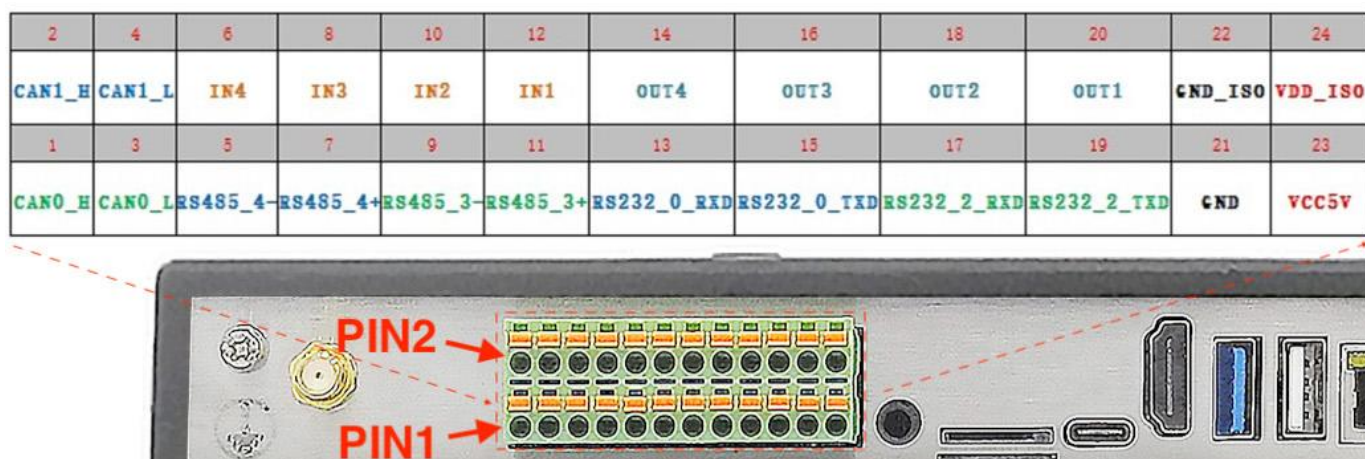 2 4 6 8 10 12 14 16 18 20 22 24
CAN1_H CAN1_L IN4 IN3 IN2 IN1 OUT4 OUT3 OUT2 OUT1 GND_ISO VDD_ISO
1 3 5 7 9 11 13 15 17 19 21 23
CAN0_H CAN0_L RS485_4- RS485_4+ RS485_3- RS485_3+ RS232_0_RXD RS232_0_TXD RS232_2_RXD RS232_2_TXD GND VCC5V
PIN2
PIN1